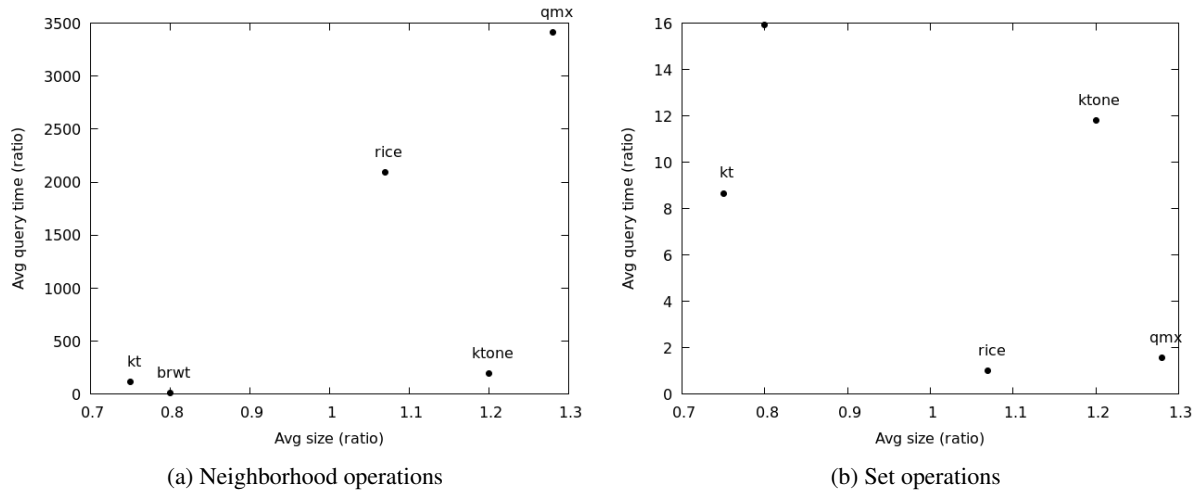 3500
3000
2500
2000
1500
1000
500
0
Avg query time (ratio)
qmx
rice
ktone
kt
brwt
0.7 0.8 0.9 1 1.1 1.2 1.3
Avg size (ratio)
(a) Neighborhood operations
16
14
12
10
8
6
4
2
0
Avg query time (ratio)
ktone
kt
qmx
rice
0.7 0.8 0.9 1 1.1 1.2 1.3
Avg size (ratio)
(b) Set operations